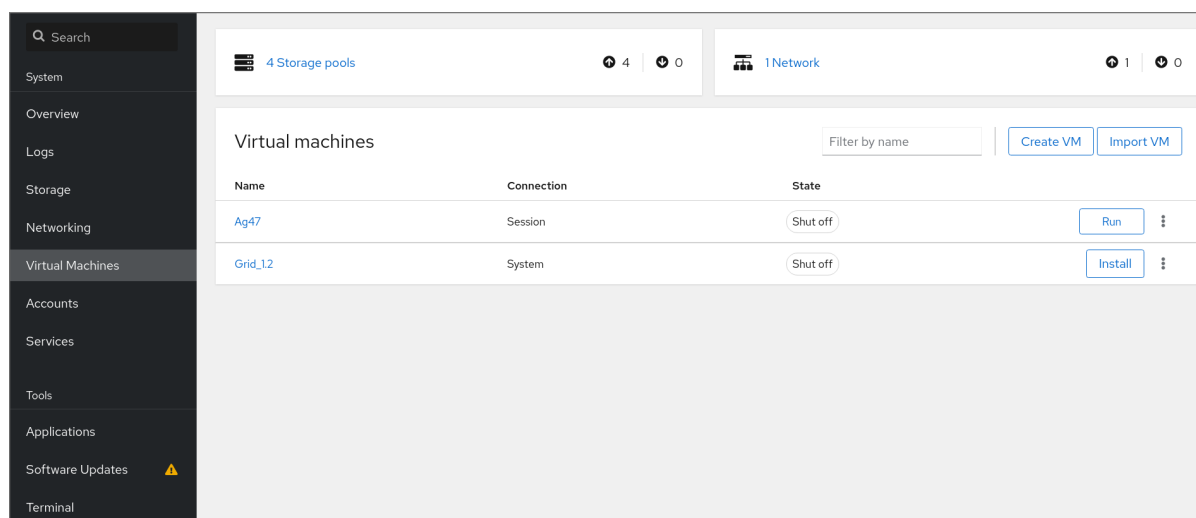 Search
System
Overview
Logs
Storage
Networking
Virtual Machines
Accounts
Services
Tools
Applications
Software Updates
Terminal
4 Storage pools 4 0
1 Network 1 0
Virtual machines Filter by name Create VM Import VM
Name Connection State
Ag47 Session Shut off Run
Grid_1.2 System Shut off Install